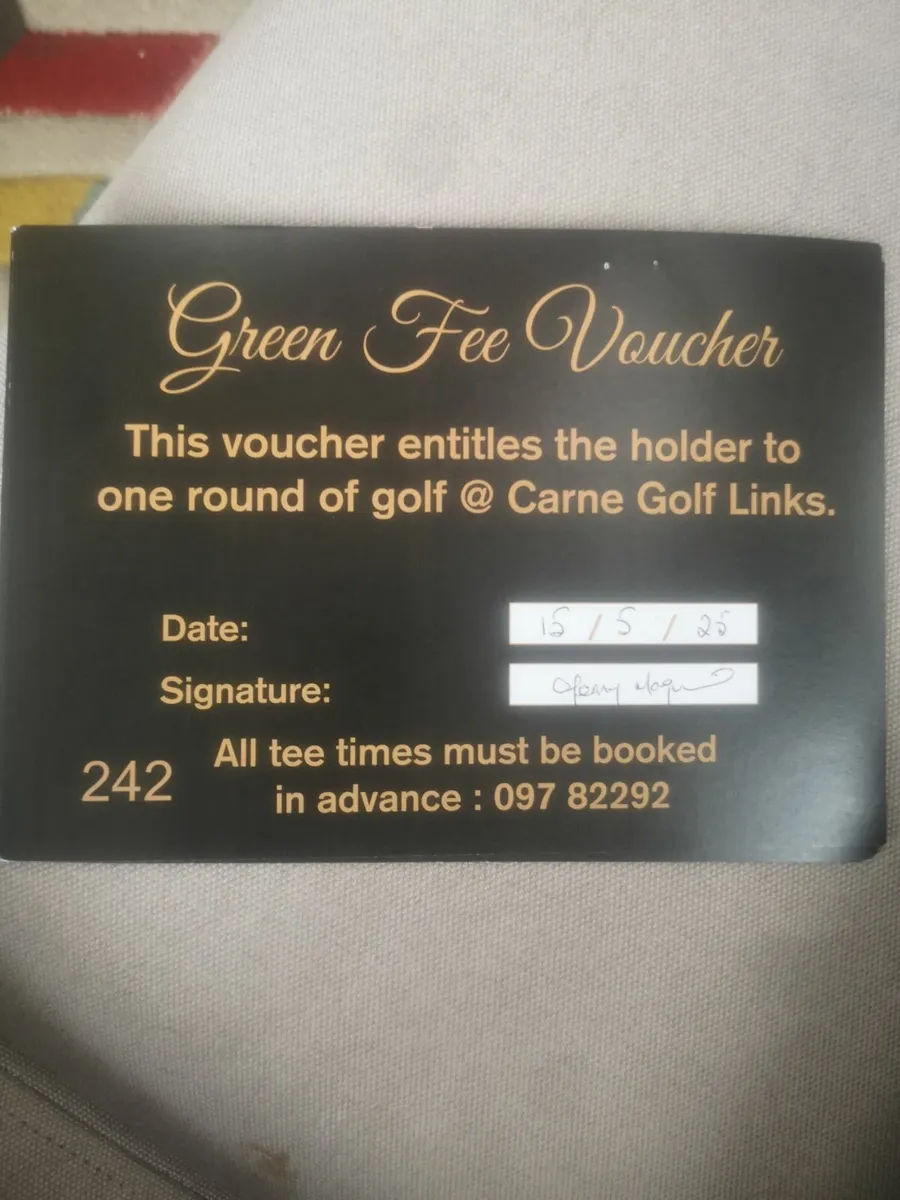 Green Fee Voucher
This voucher entitles the holder to
one round of golf @ Carne Golf Links.
Date: 15 / 5 / 25
Signature:
242
All tee times must be booked
in advance : 097 82292